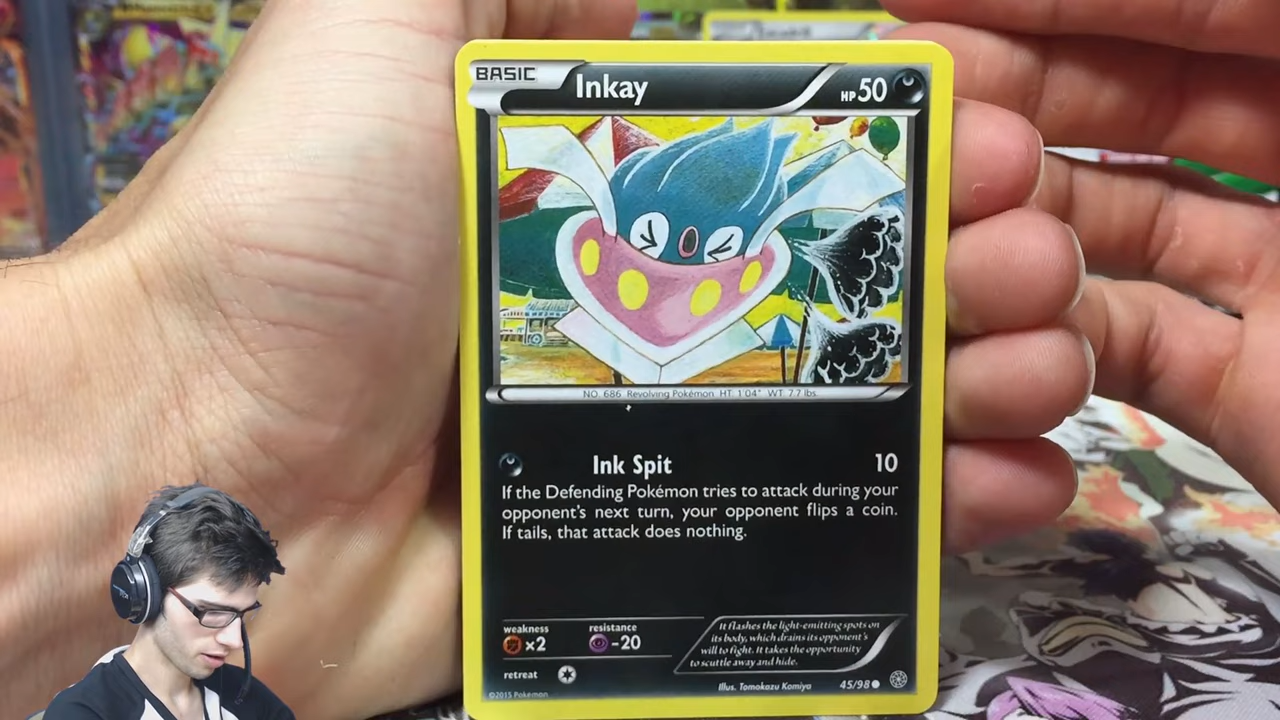 BASIC
Inkay
HP 50
NO. 686 Revolving Pokémon HT: 1'04" WT: 7.7 lbs.
Ink Spit 10
If the Defending Pokémon tries to attack during your
opponent's next turn, your opponent flips a coin.
If tails, that attack does nothing.
weakness
×2
resistance
-20
retreat
It flashes the light-emitting spots on
its body, which drains its opponent's
will to fight. It takes the opportunity
to scuttle away and hide.
©2015 Pokémon
Illus. Tomokazu Komiya
45/98